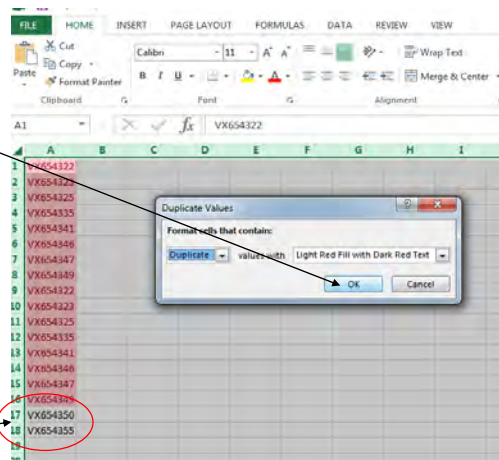 FILE HOME INSERT PAGE LAYOUT FORMULAS DATA REVIEW VIEW
Cut
Calibri 11 A A Wrap Text
Copy
Paste
Format Painter B I U A Merge & Center
Clipboard Font Alignment
A1 fx VX654322
A B C D E F G H I
1 VX654322
2 VX654323
3 VX654325
4 VX654335
5 VX654341
6 VX654346
7 VX654347
8 VX654349
9 VX654322
10 VX654323
11 VX654325
12 VX654335
13 VX654341
14 VX654346
15 VX654347
16 VX654349
17 VX654350
18 VX654355
19
Duplicate Values
Format cells that contain:
Duplicate values with Light Red Fill with Dark Red Text
OK Cancel